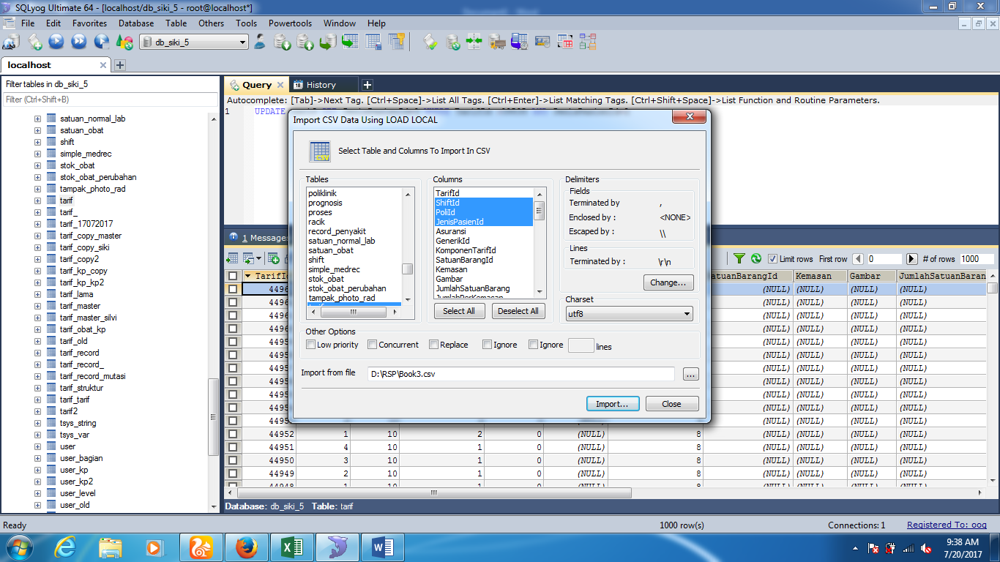 SQLyog Ultimate 64 - [localhost/db_siki_5 - root@localhost*]
File Edit Favorites Database Table Others Tools Powertools Window Help
db_siki_5
localhost
Filter tables in db_siki_5
Filter (Ctrl+Shift+B)
satuan_normal_lab
satuan_obat
shift
simple_medrec
stok_obat
stok_obat_perubahan
tampak_photo_rad
tarif
tarif_
tarif_17072017
tarif_copy_master
tarif_copy_siki
tarif_copy2
tarif_kp_copy
tarif_kp_kp2
tarif_lama
tarif_master
tarif_master_silvi
tarif_obat_kp
tarif_old
tarif_record
tarif_record_
tarif_record_mutasi
tarif_struktur
tarif_tarif
tarif2
tsys_string
tsys_var
user
user_bagian
user_kp
user_kp2
user_level
user_old
Query History
Autocomplete: [Tab]->Next Tag. [Ctrl+Space]->List All Tags. [Ctrl+Enter]->List Matching Tags. [Ctrl+Shift+Space]->List Function and Routine Parameters.
1 UPDATE
Import CSV Data Using LOAD LOCAL
Select Table and Columns To Import In CSV
Tables
poliklinik
prognosis
proses
racik
record_penyakit
satuan_normal_lab
satuan_obat
shift
simple_medrec
stok_obat
stok_obat_perubahan
tampak_photo_rad
Columns
TarifId
ShiftId
PoliId
JenisPasienId
Asuransi
GenerikId
KomponenTarifId
SatuanBarangId
Kemasan
Gambar
JumlahSatuanBarang
JumlahPerKemasan
Select All Deselect All
Delimiters
Fields
Terminated by ,
Enclosed by : <NONE>
Escaped by : \\
Lines
Terminated by : \r\n
Change...
Charset
utf8
Other Options
Low priority Concurrent Replace Ignore Ignore lines
Import from file D:\RSP\Book3.csv ...
Import... Close
1 Message
Limit rows First row 0 # of rows 1000
TarifId atuanBarangId Kemasan Gambar JumlahSatuanBaran
4496 (NULL) (NULL) (NULL) (NULL)
4496 (NULL) (NULL) (NULL) (NULL)
4496 (NULL) (NULL) (NULL) (NULL)
4496 (NULL) (NULL) (NULL) (NULL)
4495 (NULL) (NULL) (NULL) (NULL)
4495 (NULL) (NULL) (NULL) (NULL)
4495 (NULL) (NULL) (NULL) (NULL)
4495 (NULL) (NULL) (NULL) (NULL)
4495 (NULL) (NULL) (NULL) (NULL)
4495 (NULL) (NULL) (NULL) (NULL)
4495 (NULL) (NULL) (NULL) (NULL)
44952 1 10 2 0 (NULL) 8 (NULL) (NULL) (NULL) (NULL)
44951 4 10 1 0 (NULL) 8 (NULL) (NULL) (NULL) (NULL)
44950 3 10 1 0 (NULL) 8 (NULL) (NULL) (NULL) (NULL)
44949 2 10 1 0 (NULL) 8 (NULL) (NULL) (NULL) (NULL)
44948 1 10 1 0 (NULL) 8 (NULL) (NULL) (NULL) (NULL)
Database: db_siki_5 Table: tarif
Ready 1000 row(s) Connections: 1 Registered To: oog
9:38 AM
7/20/2017